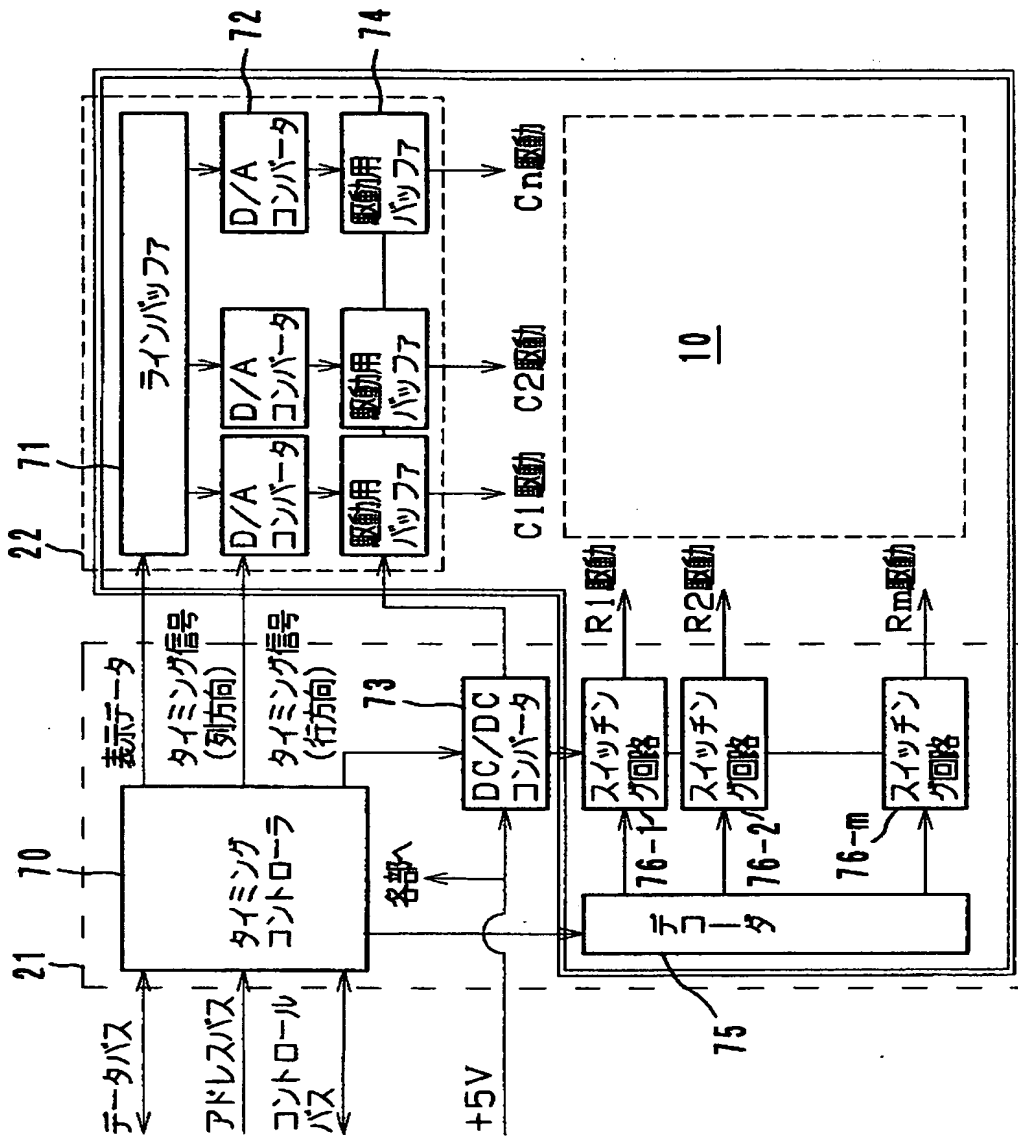 データバス
アドレスバス
コントロール
バス
+5V
21
70
タイミング
コントローラ
各部へ
表示データ
タイミング信号
(列方向)
タイミング信号
(行方向)
73
DC/DC
コンバータ
22
71
ラインバッファ
72
D/A
コンバータ
D/A
コンバータ
D/A
コンバータ
74
駆動用
バッファ
駆動用
バッファ
駆動用
バッファ
C1駆動
C2駆動
Cn駆動
75
デコーダ
76-1
76-2
76-m
スイッチン
グ回路
スイッチン
グ回路
スイッチン
グ回路
R1駆動
R2駆動
Rm駆動
10